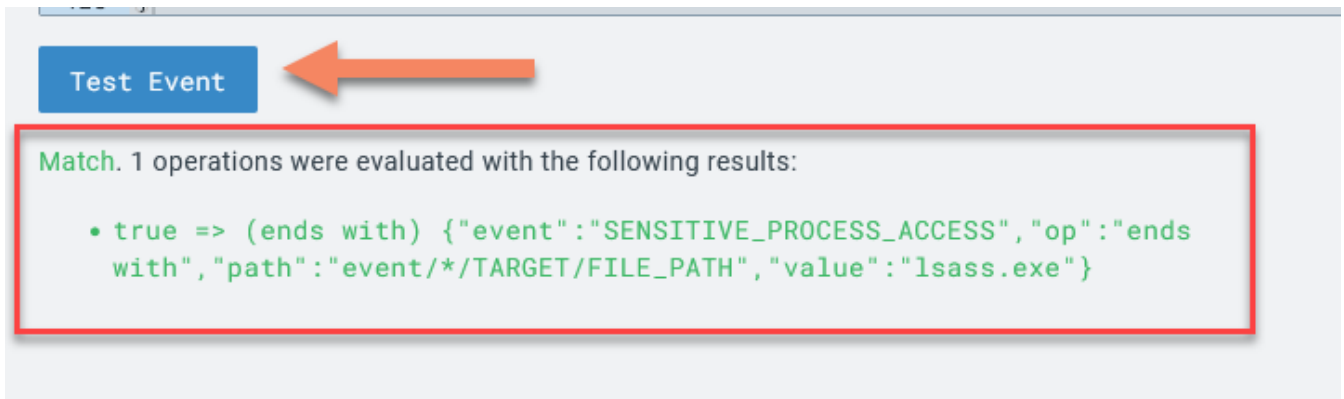 Test Event
Match. 1 operations were evaluated with the following results:
• true => (ends with) {"event":"SENSITIVE_PROCESS_ACCESS","op":"ends
with","path":"event/*/TARGET/FILE_PATH","value":"lsass.exe"}